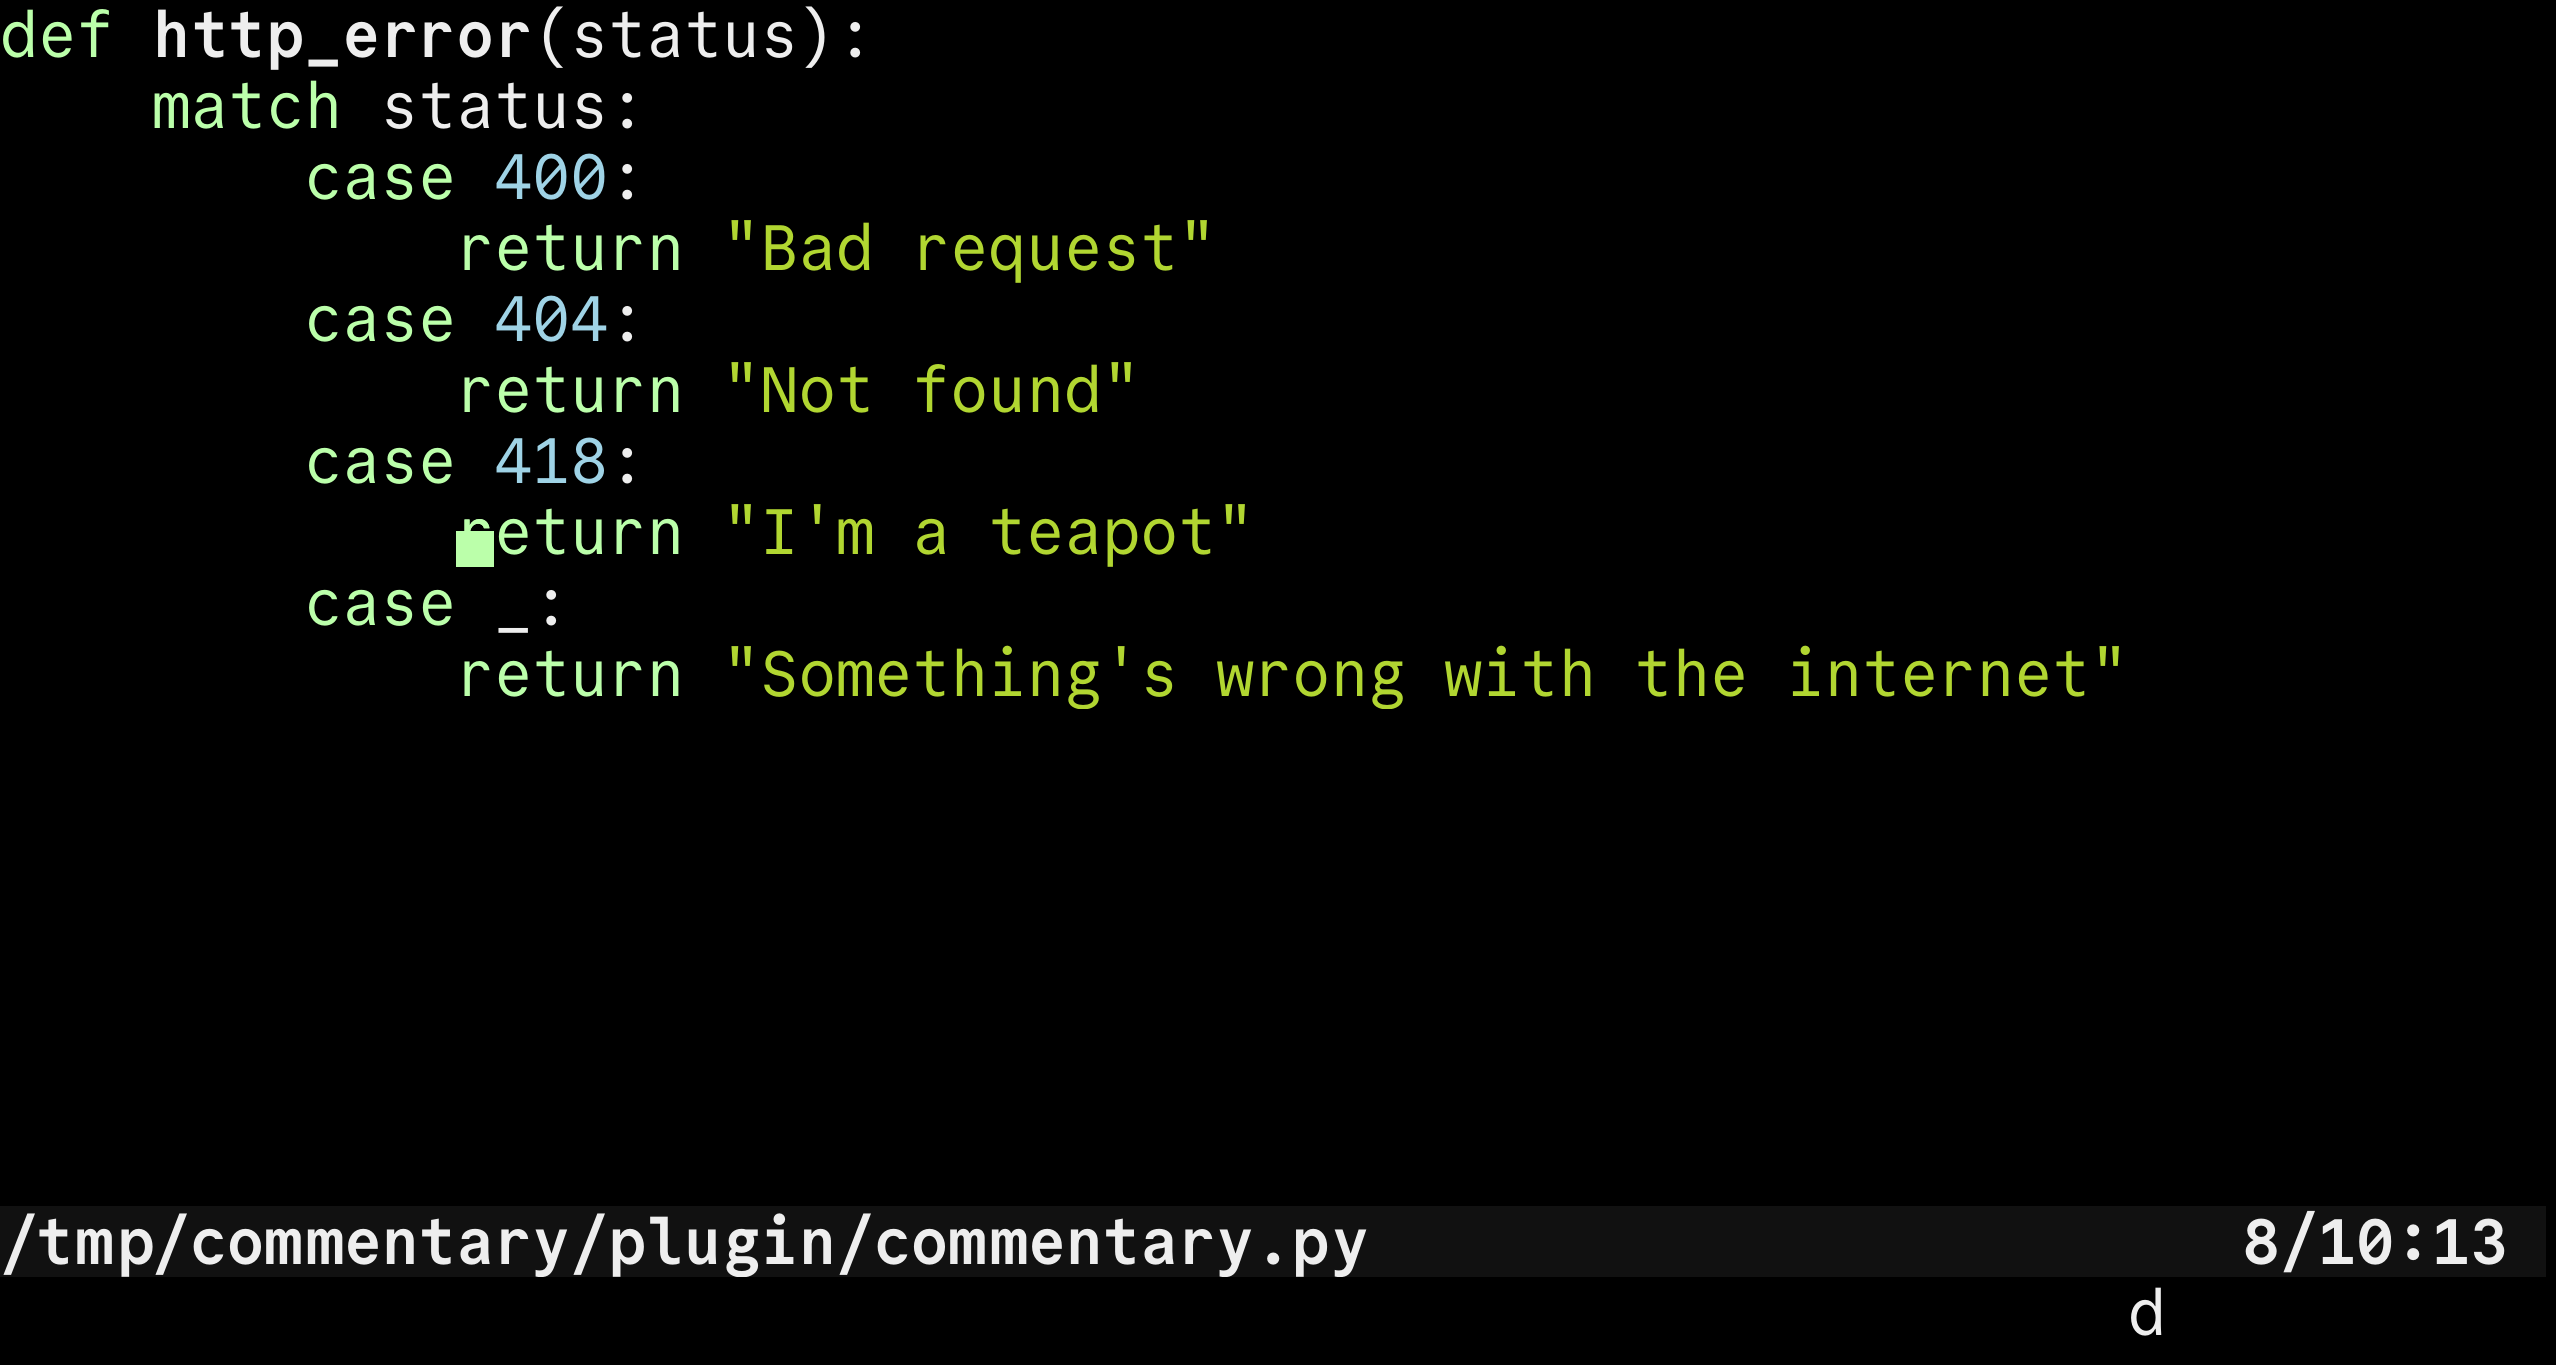 def http_error(status):
    match status:
        case 400:
            return "Bad request"
        case 404:
            return "Not found"
        case 418:
            return "I'm a teapot"
        case _:
            return "Something's wrong with the internet"
/tmp/commentary/plugin/commentary.py 8/10:13
d